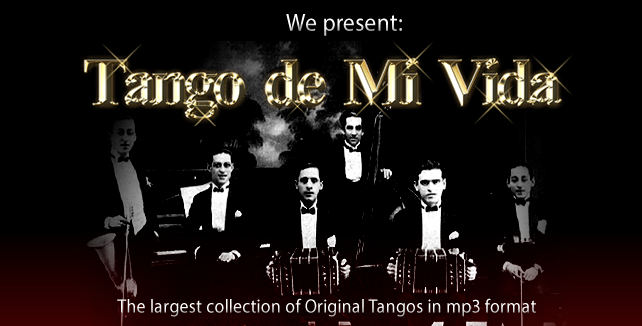 We present:
Tango de Mi Vida
The largest collection of Original Tangos in mp3 format